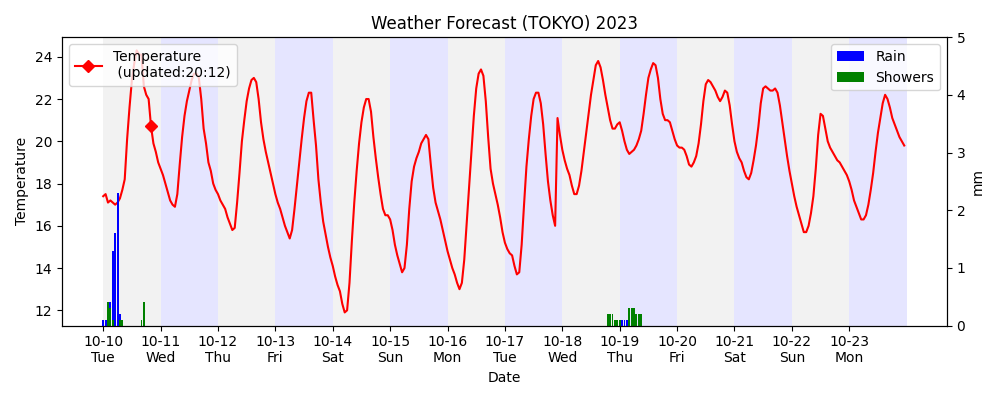 Weather Forecast (TOKYO) 2023
Temperature
(updated:20:12)
Rain
Showers
Temperature
24
22
20
18
16
14
12
5
4
3
2
1
0
mm
10-10 10-11 10-12 10-13 10-14 10-15 10-16 10-17 10-18 10-19 10-20 10-21 10-22 10-23
Tue Wed Thu Fri Sat Sun Mon Tue Wed Thu Fri Sat Sun Mon
Date